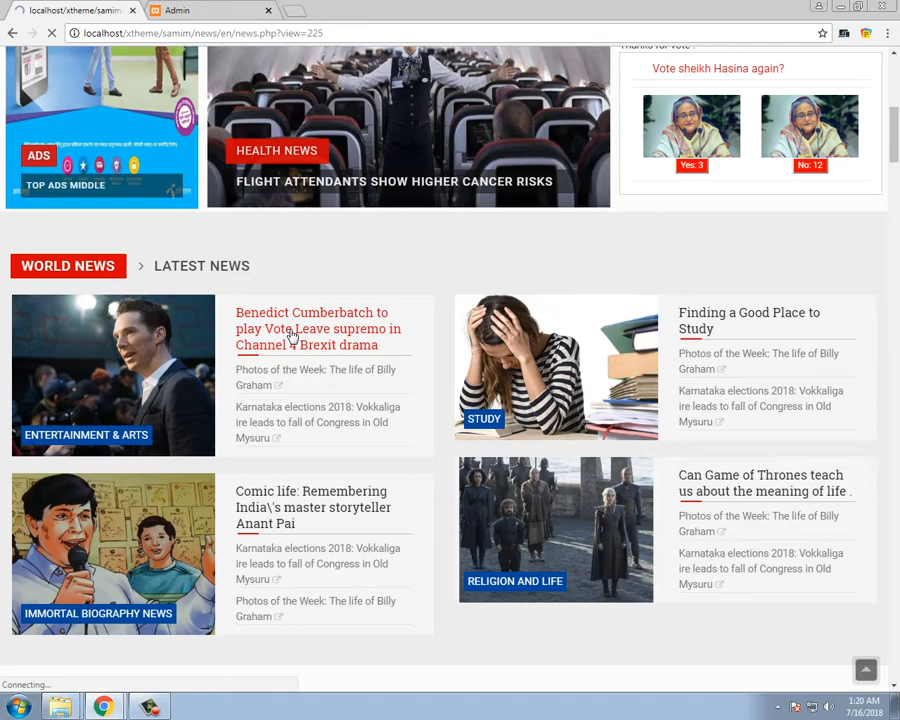 localhost/xtheme/samim
Admin
localhost/xtheme/samim/news/en/news.php?view=225
Thanks for vote .
Vote sheikh Hasina again?
Yes: 3
No: 12
HEALTH NEWS
FLIGHT ATTENDANTS SHOW HIGHER CANCER RISKS
ADS
TOP ADS MIDDLE
WORLD NEWS
LATEST NEWS
Benedict Cumberbatch to
play Vote Leave supremo in
Channel 4 Brexit drama
Photos of the Week: The life of Billy
Graham
Karnataka elections 2018: Vokkaliga
ire leads to fall of Congress in Old
Mysuru
ENTERTAINMENT & ARTS
Finding a Good Place to
Study
Photos of the Week: The life of Billy
Graham
Karnataka elections 2018: Vokkaliga
ire leads to fall of Congress in Old
Mysuru
STUDY
Comic life: Remembering
India\'s master storyteller
Anant Pai
Karnataka elections 2018: Vokkaliga
ire leads to fall of Congress in Old
Mysuru
Photos of the Week: The life of Billy
Graham
IMMORTAL BIOGRAPHY NEWS
Can Game of Thrones teach
us about the meaning of life .
Photos of the Week: The life of Billy
Graham
Karnataka elections 2018: Vokkaliga
ire leads to fall of Congress in Old
Mysuru
RELIGION AND LIFE
Connecting...
1:20 AM
7/16/2018